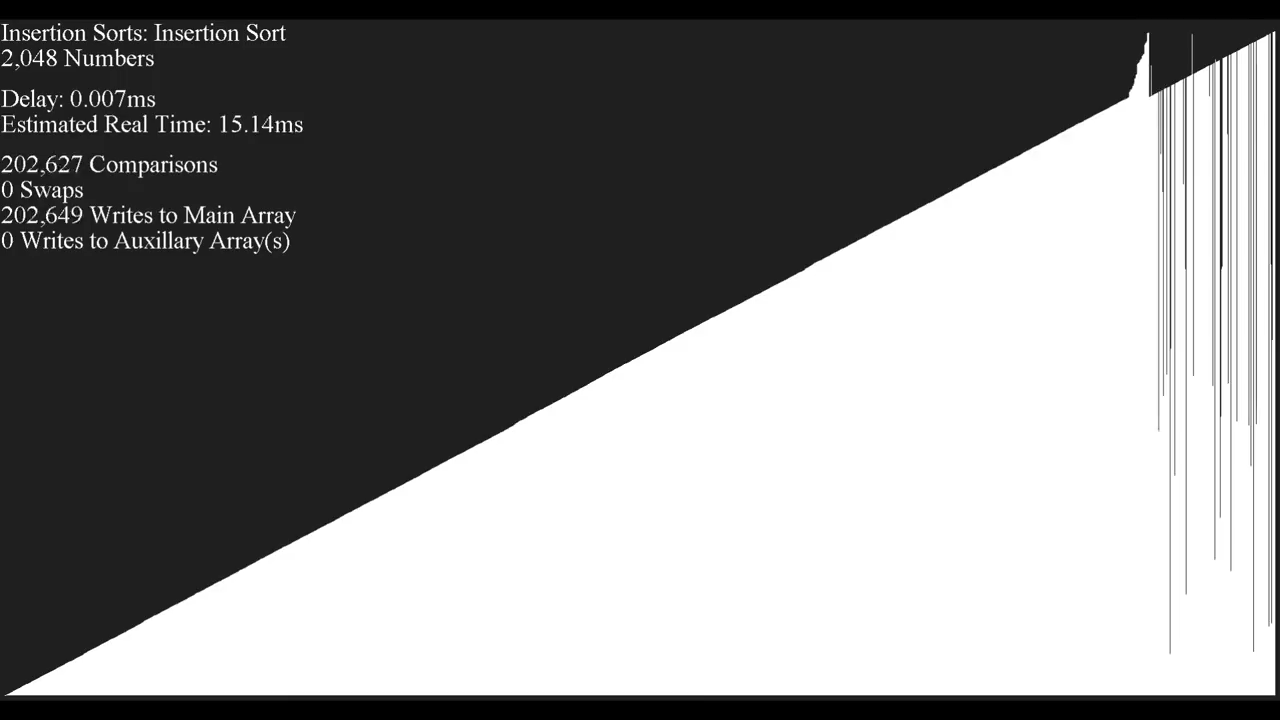 Insertion Sorts: Insertion Sort
2,048 Numbers
Delay: 0.007ms
Estimated Real Time: 15.14ms
202,627 Comparisons
0 Swaps
202,649 Writes to Main Array
0 Writes to Auxillary Array(s)